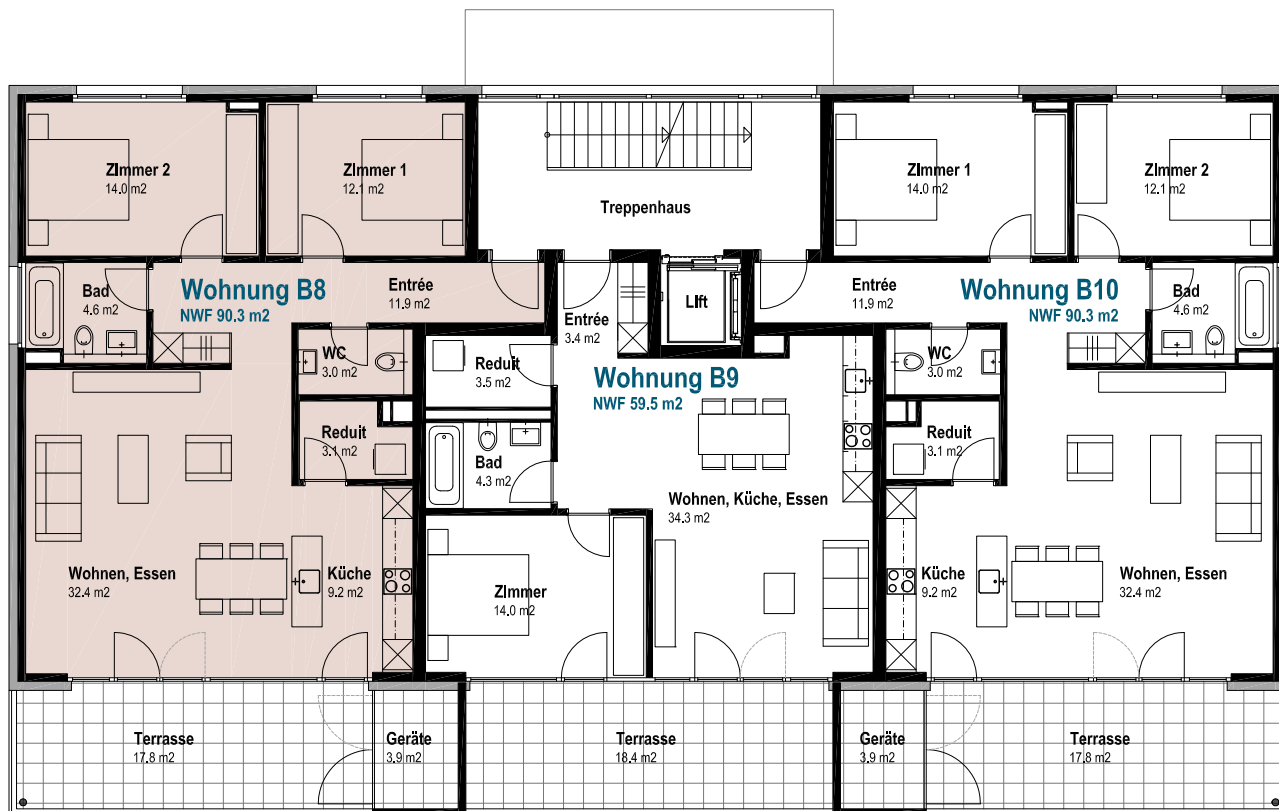 ZImmer 2
14.0 m2
ZImmer 1
12.1 m2
Treppenhaus
ZImmer 1
14.0 m2
ZImmer 2
12.1 m2
Bad
4.6 m2
Wohnung B8
NWF 90.3 m2
Entrée
11.9 m2
Entrée
3.4 m2
LIft
Entrée
11.9 m2
Wohnung B10
NWF 90.3 m2
Bad
4.6 m2
WC
3.0 m2
Reduit
3.5 m2
Wohnung B9
NWF 59.5 m2
WC
3.0 m2
Reduit
3.1 m2
Bad
4.3 m2
Reduit
3.1 m2
Wohnen, Küche, Essen
34.3 m2
Wohnen, Essen
32.4 m2
Küche
9.2 m2
ZImmer
14.0 m2
Küche
9.2 m2
Wohnen, Essen
32.4 m2
Terrasse
17.8 m2
Geräte
3.9 m2
Terrasse
18.4 m2
Geräte
3.9 m2
Terrasse
17.8 m2